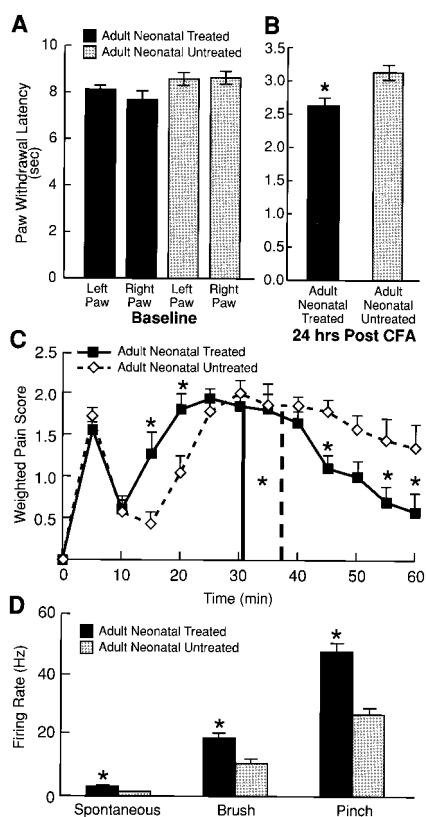 A
Adult Neonatal Treated
Adult Neonatal Untreated
Paw Withdrawal Latency
(sec)
10
8
6
4
2
0
Left
Paw
Right
Paw
Left
Paw
Right
Paw
Baseline
B
3.5
3.0
2.5
2.0
1.5
1.0
0.5
0.0
*
Adult
Neonatal
Treated
Adult
Neonatal
Untreated
24 hrs Post CFA
C
Adult Neonatal Treated
Adult Neonatal Untreated
Weighted Pain Score
2.5
2.0
1.5
1.0
0.5
* * * * * *
0 10 20 30 40 50 60
Time (min)
D
Adult Neonatal Treated
Adult Neonatal Untreated
Firing Rate (Hz)
60
40
20
0
* * *
Spontaneous Brush Pinch